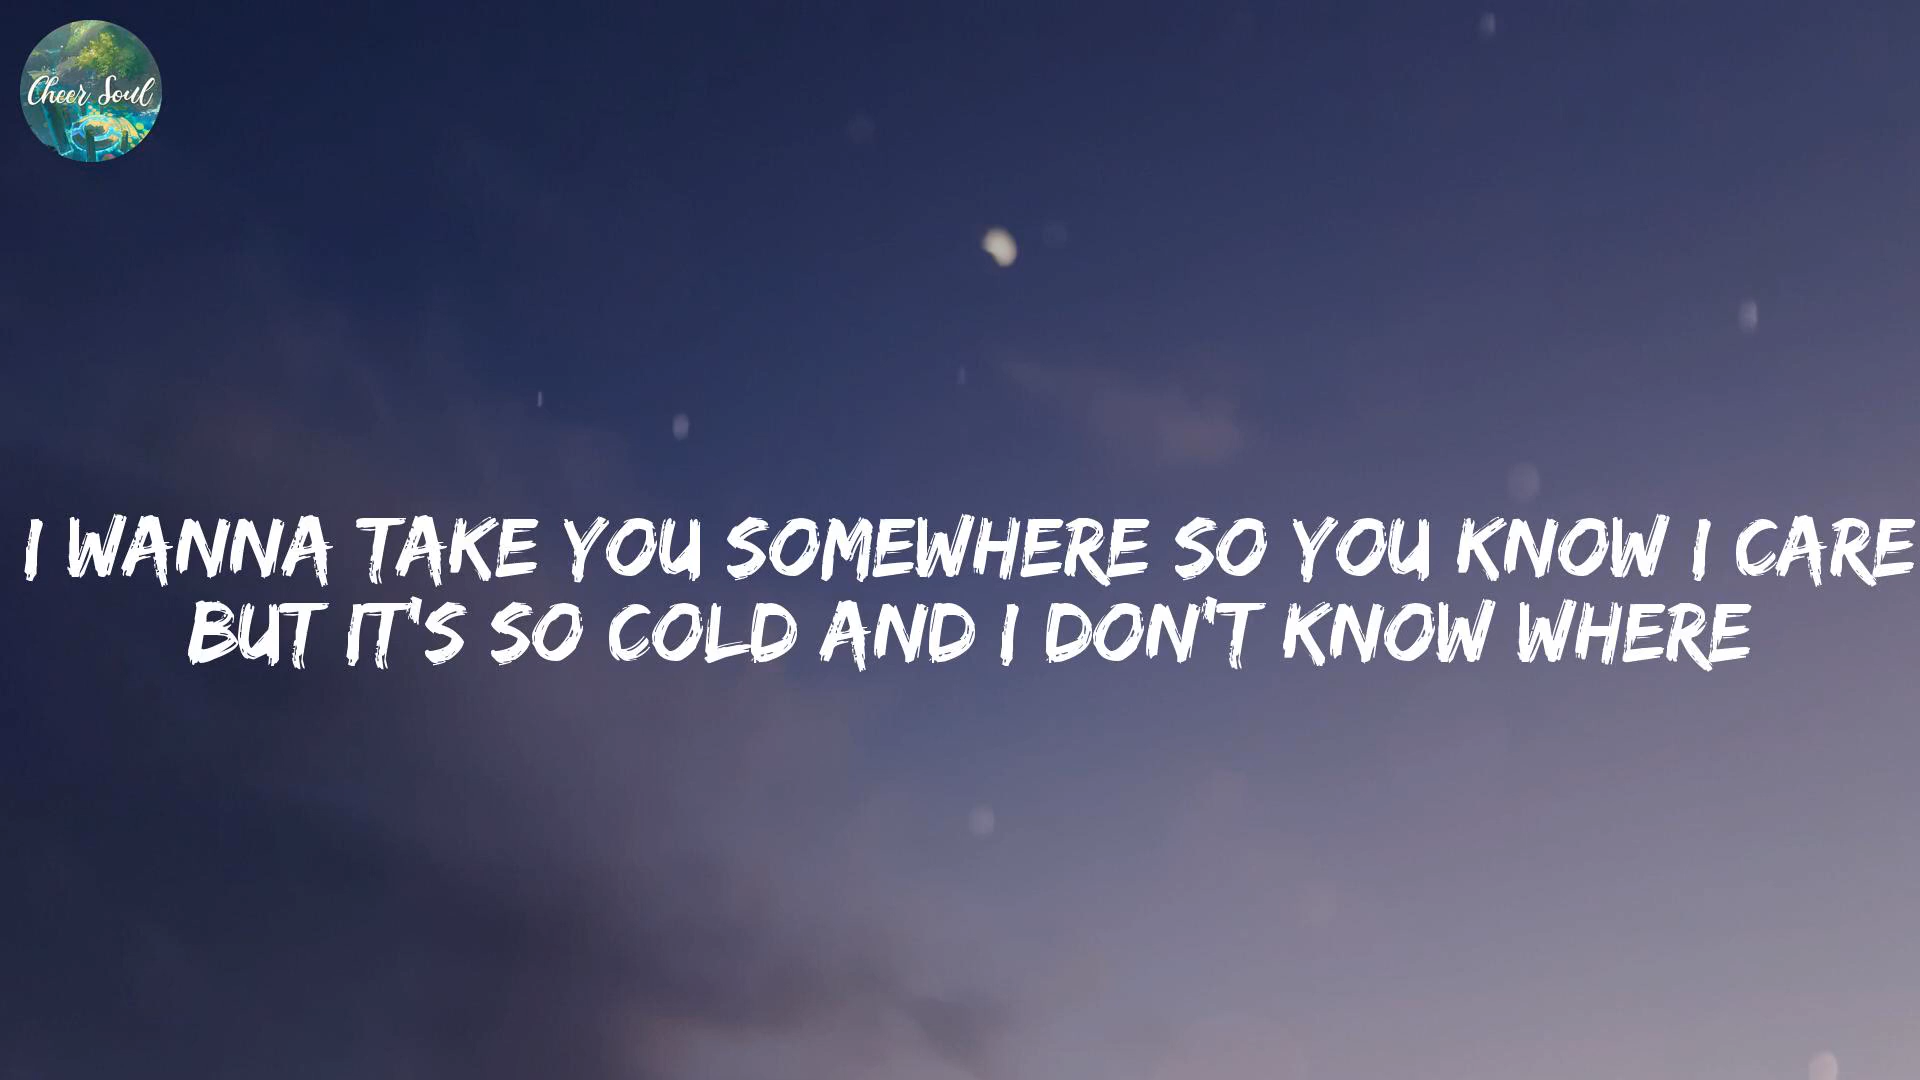 Cheer Soul
I WANNA TAKE YOU SOMEWHERE SO YOU KNOW I CARE
BUT IT'S SO COLD AND I DON'T KNOW WHERE